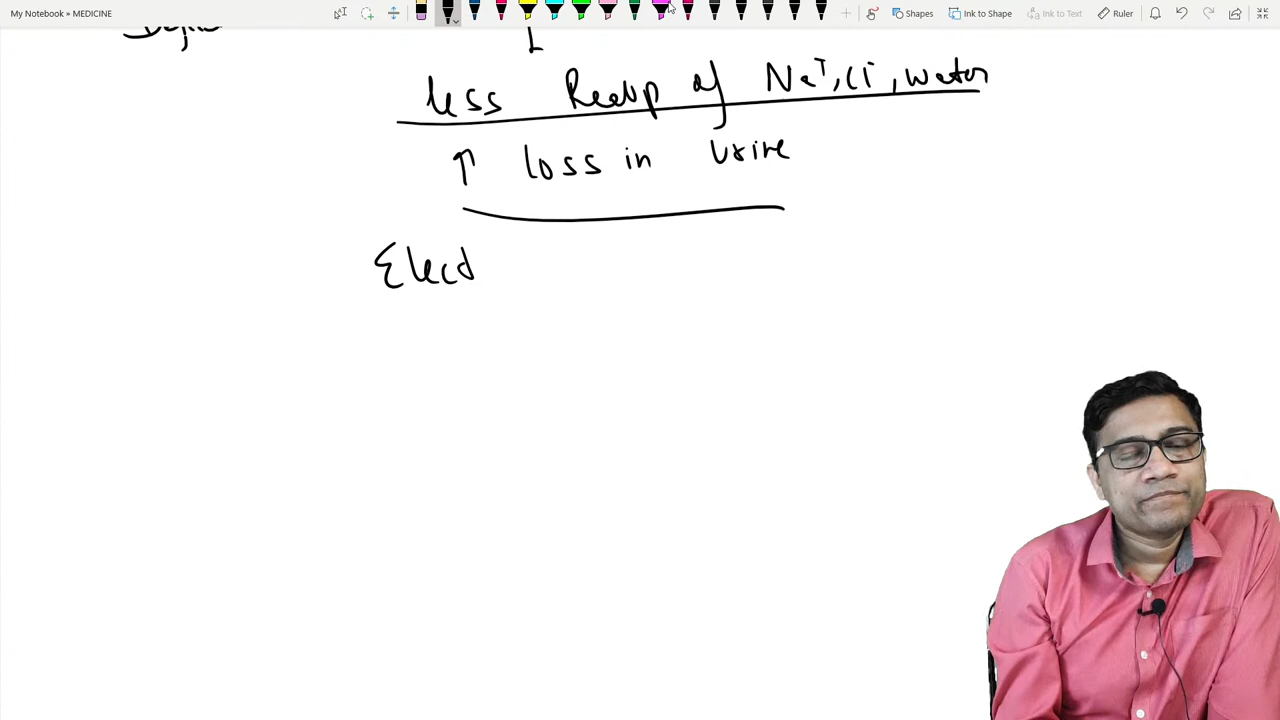 My Notebook » MEDICINE
Shapes Ink to Shape Ink to Text Ruler
less Reabp of Na⁺, Cl⁻, water
↑ loss in urine
Elecd